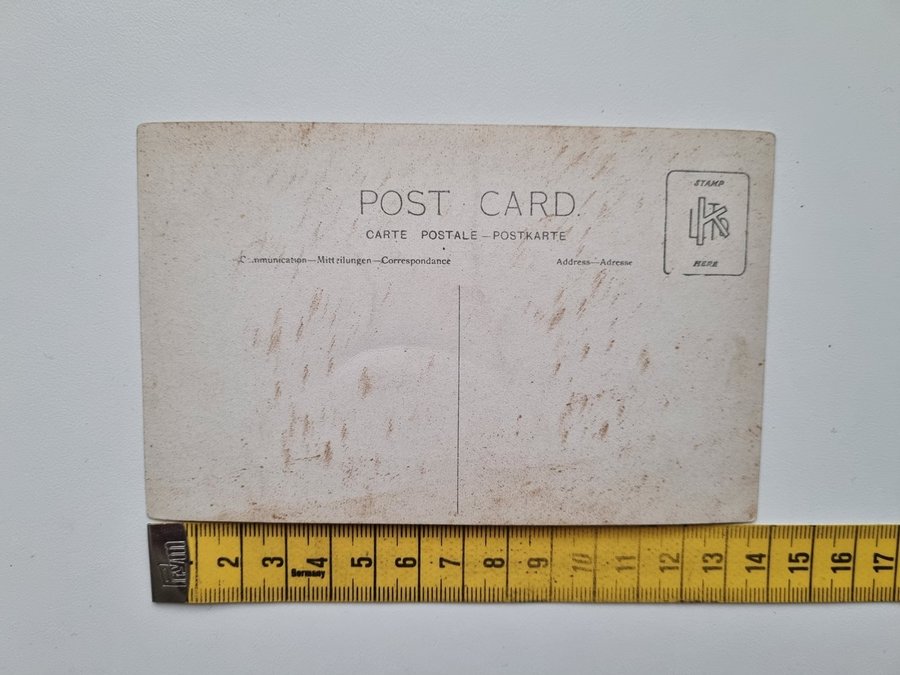 STAMP
POST CARD.
CARTE POSTALE–POSTKARTE
Mitteilungen–Correspondance
Address–Adresse
HERE
2 3 4 5 6 7 8 9 10 11 12 13 14 15 16 17
Germany